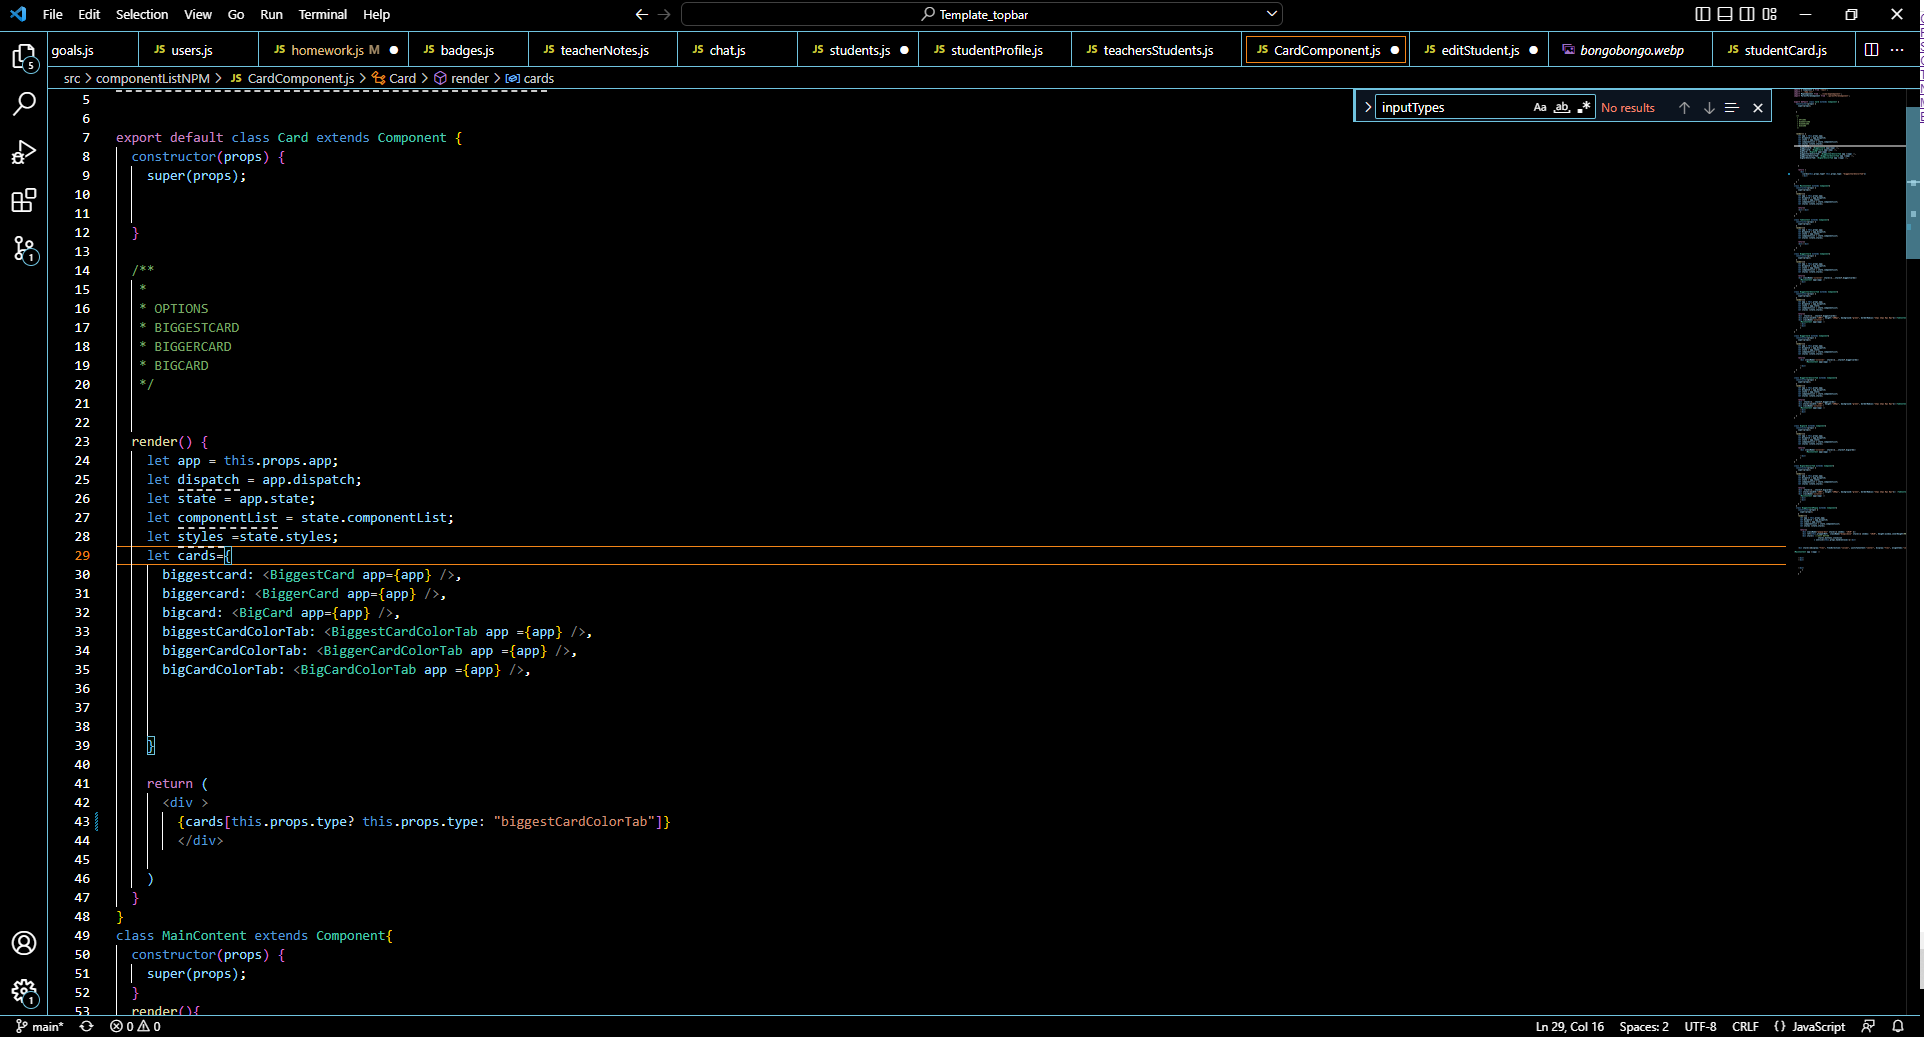 File Edit Selection View Go Run Terminal Help
Template_topbar
goals.js JS users.js JS homework.js M JS badges.js JS teacherNotes.js JS chat.js JS students.js JS studentProfile.js JS teachersStudents.js JS CardComponent.js JS editStudent.js bongobongo.webp JS studentCard.js
src > componentListNPM > JS CardComponent.js > Card > render > cards
inputTypes Aa ab .* No results
5
6
7 export default class Card extends Component {
8 constructor(props) {
9 super(props);
10
11
12 }
13
14 /**
15 *
16 * OPTIONS
17 * BIGGESTCARD
18 * BIGGERCARD
19 * BIGCARD
20 */
21
22
23 render() {
24 let app = this.props.app;
25 let dispatch = app.dispatch;
26 let state = app.state;
27 let componentList = state.componentList;
28 let styles =state.styles;
29 let cards={
30 biggestcard: <BiggestCard app={app} />,
31 biggercard: <BiggerCard app={app} />,
32 bigcard: <BigCard app={app} />,
33 biggestCardColorTab: <BiggestCardColorTab app ={app} />,
34 biggerCardColorTab: <BiggerCardColorTab app ={app} />,
35 bigCardColorTab: <BigCardColorTab app ={app} />,
36
37
38
39 }
40
41 return (
42 <div >
43 {cards[this.props.type? this.props.type: "biggestCardColorTab"]}
44 </div>
45
46 )
47 }
48 }
49 class MainContent extends Component{
50 constructor(props) {
51 super(props);
52 }
53 render(){
5
1
1
main* 0 0 Ln 29, Col 16 Spaces: 2 UTF-8 CRLF {} JavaScript